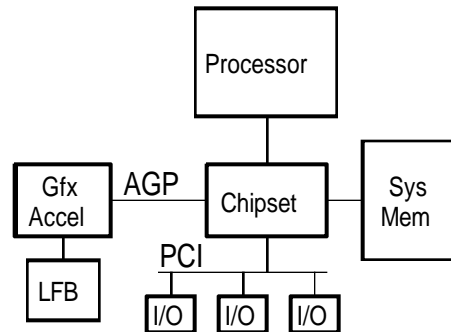 Processor
Gfx
Accel
AGP
Chipset
Sys
Mem
PCI
LFB
I/O
I/O
I/O